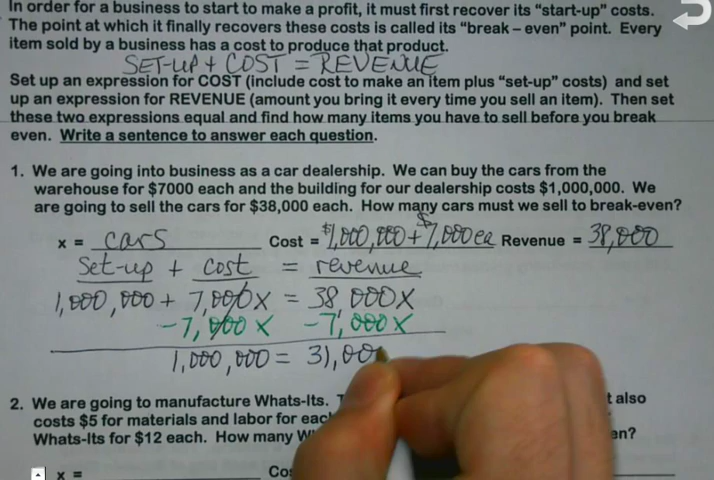 In order for a business to start to make a profit, it must first recover its "start-up" costs.
The point at which it finally recovers these costs is called its "break – even" point. Every
item sold by a business has a cost to produce that product.
SET-UP + COST = REVENUE
Set up an expression for COST (include cost to make an item plus "set-up" costs) and set
up an expression for REVENUE (amount you bring it every time you sell an item). Then set
these two expressions equal and find how many items you have to sell before you break
even. Write a sentence to answer each question.
1. We are going into business as a car dealership. We can buy the cars from the
warehouse for $7000 each and the building for our dealership costs $1,000,000. We
are going to sell the cars for $38,000 each. How many cars must we sell to break-even?
x = cars Cost = $1,000,000 + $7,000 ea Revenue = 38,000
Set-up + cost = revenue
1,000,000 + 7,000x = 38,000x
-7,000x -7,000x
1,000,000 = 31,00
2. We are going to manufacture Whats-Its. also
costs $5 for materials and labor for
Whats-Its for $12 each. How many
x =